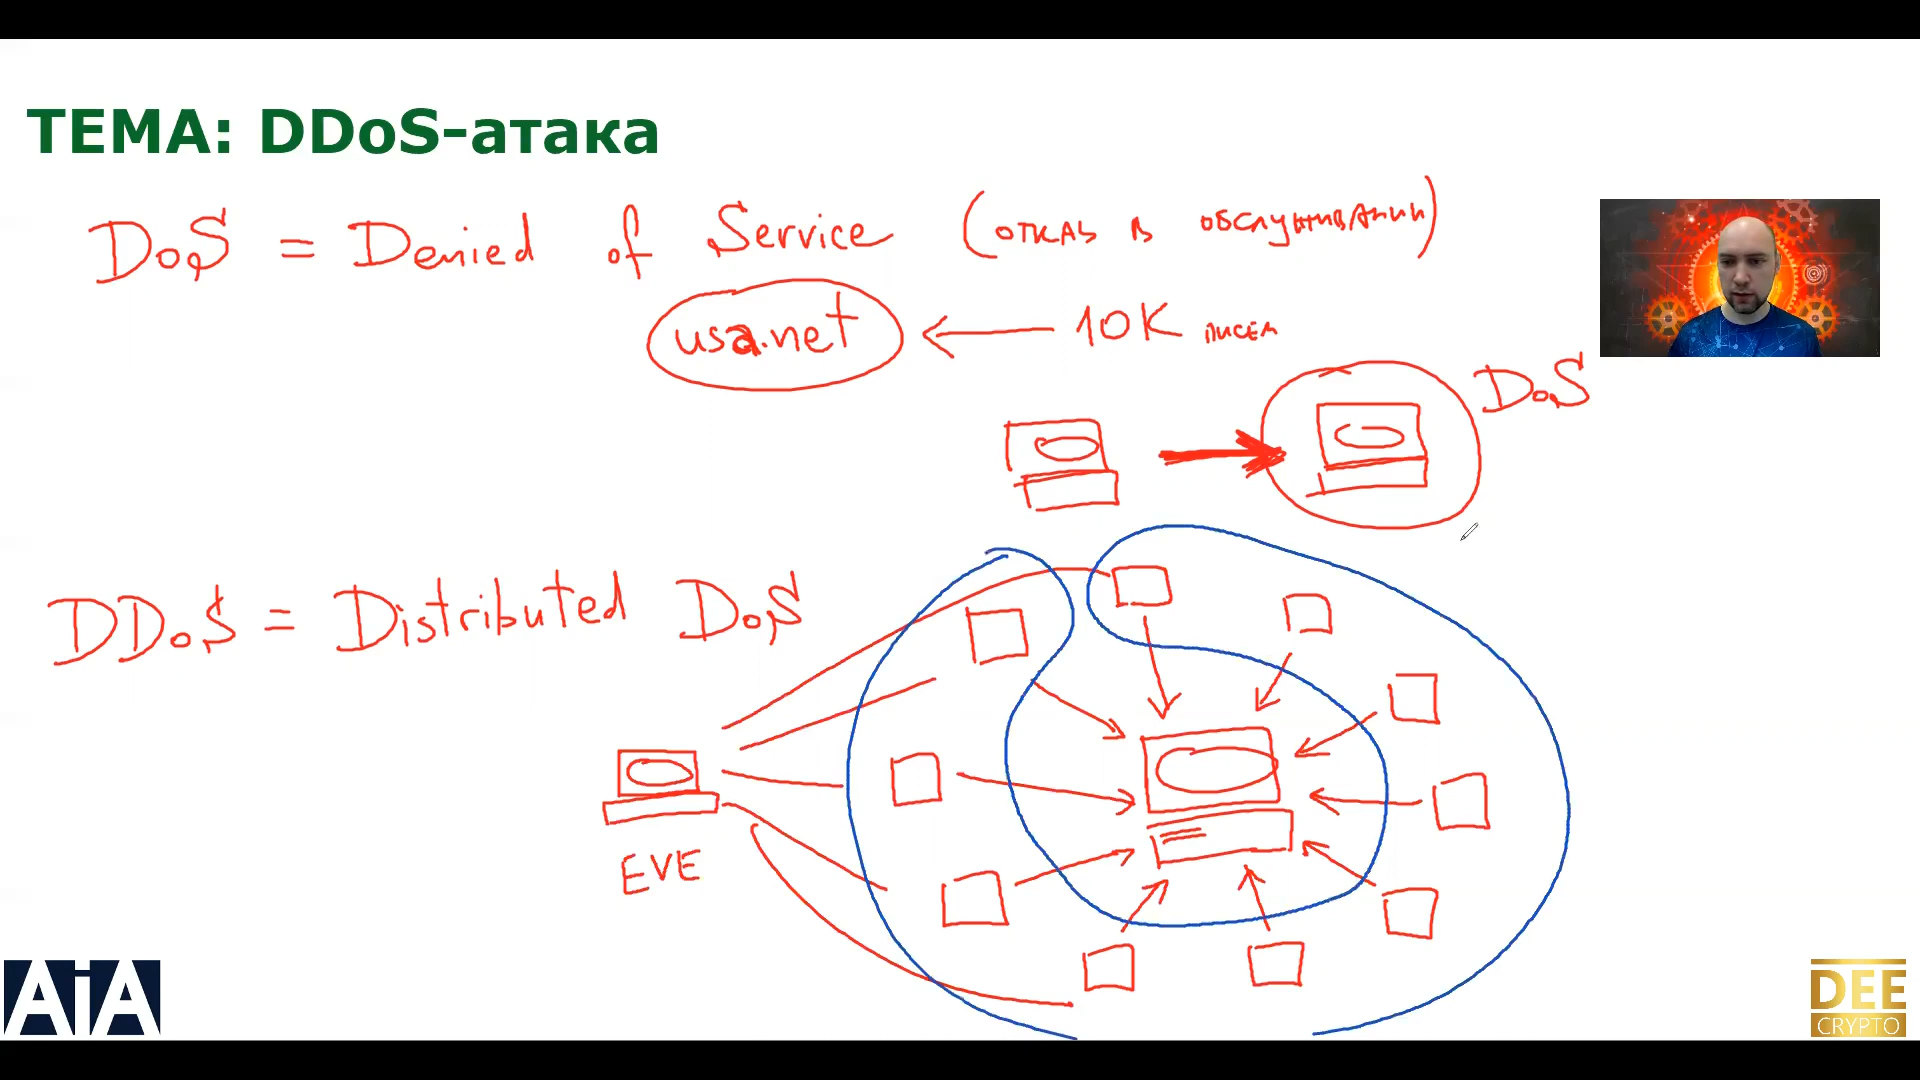 ТЕМА: DDoS-атака
DoS = Denied of Service (отказ в обслуживании)
usa.net ← 10K писем
DoS
DDoS = Distributed DoS
EVE
AiA
DEE
CRYPTO